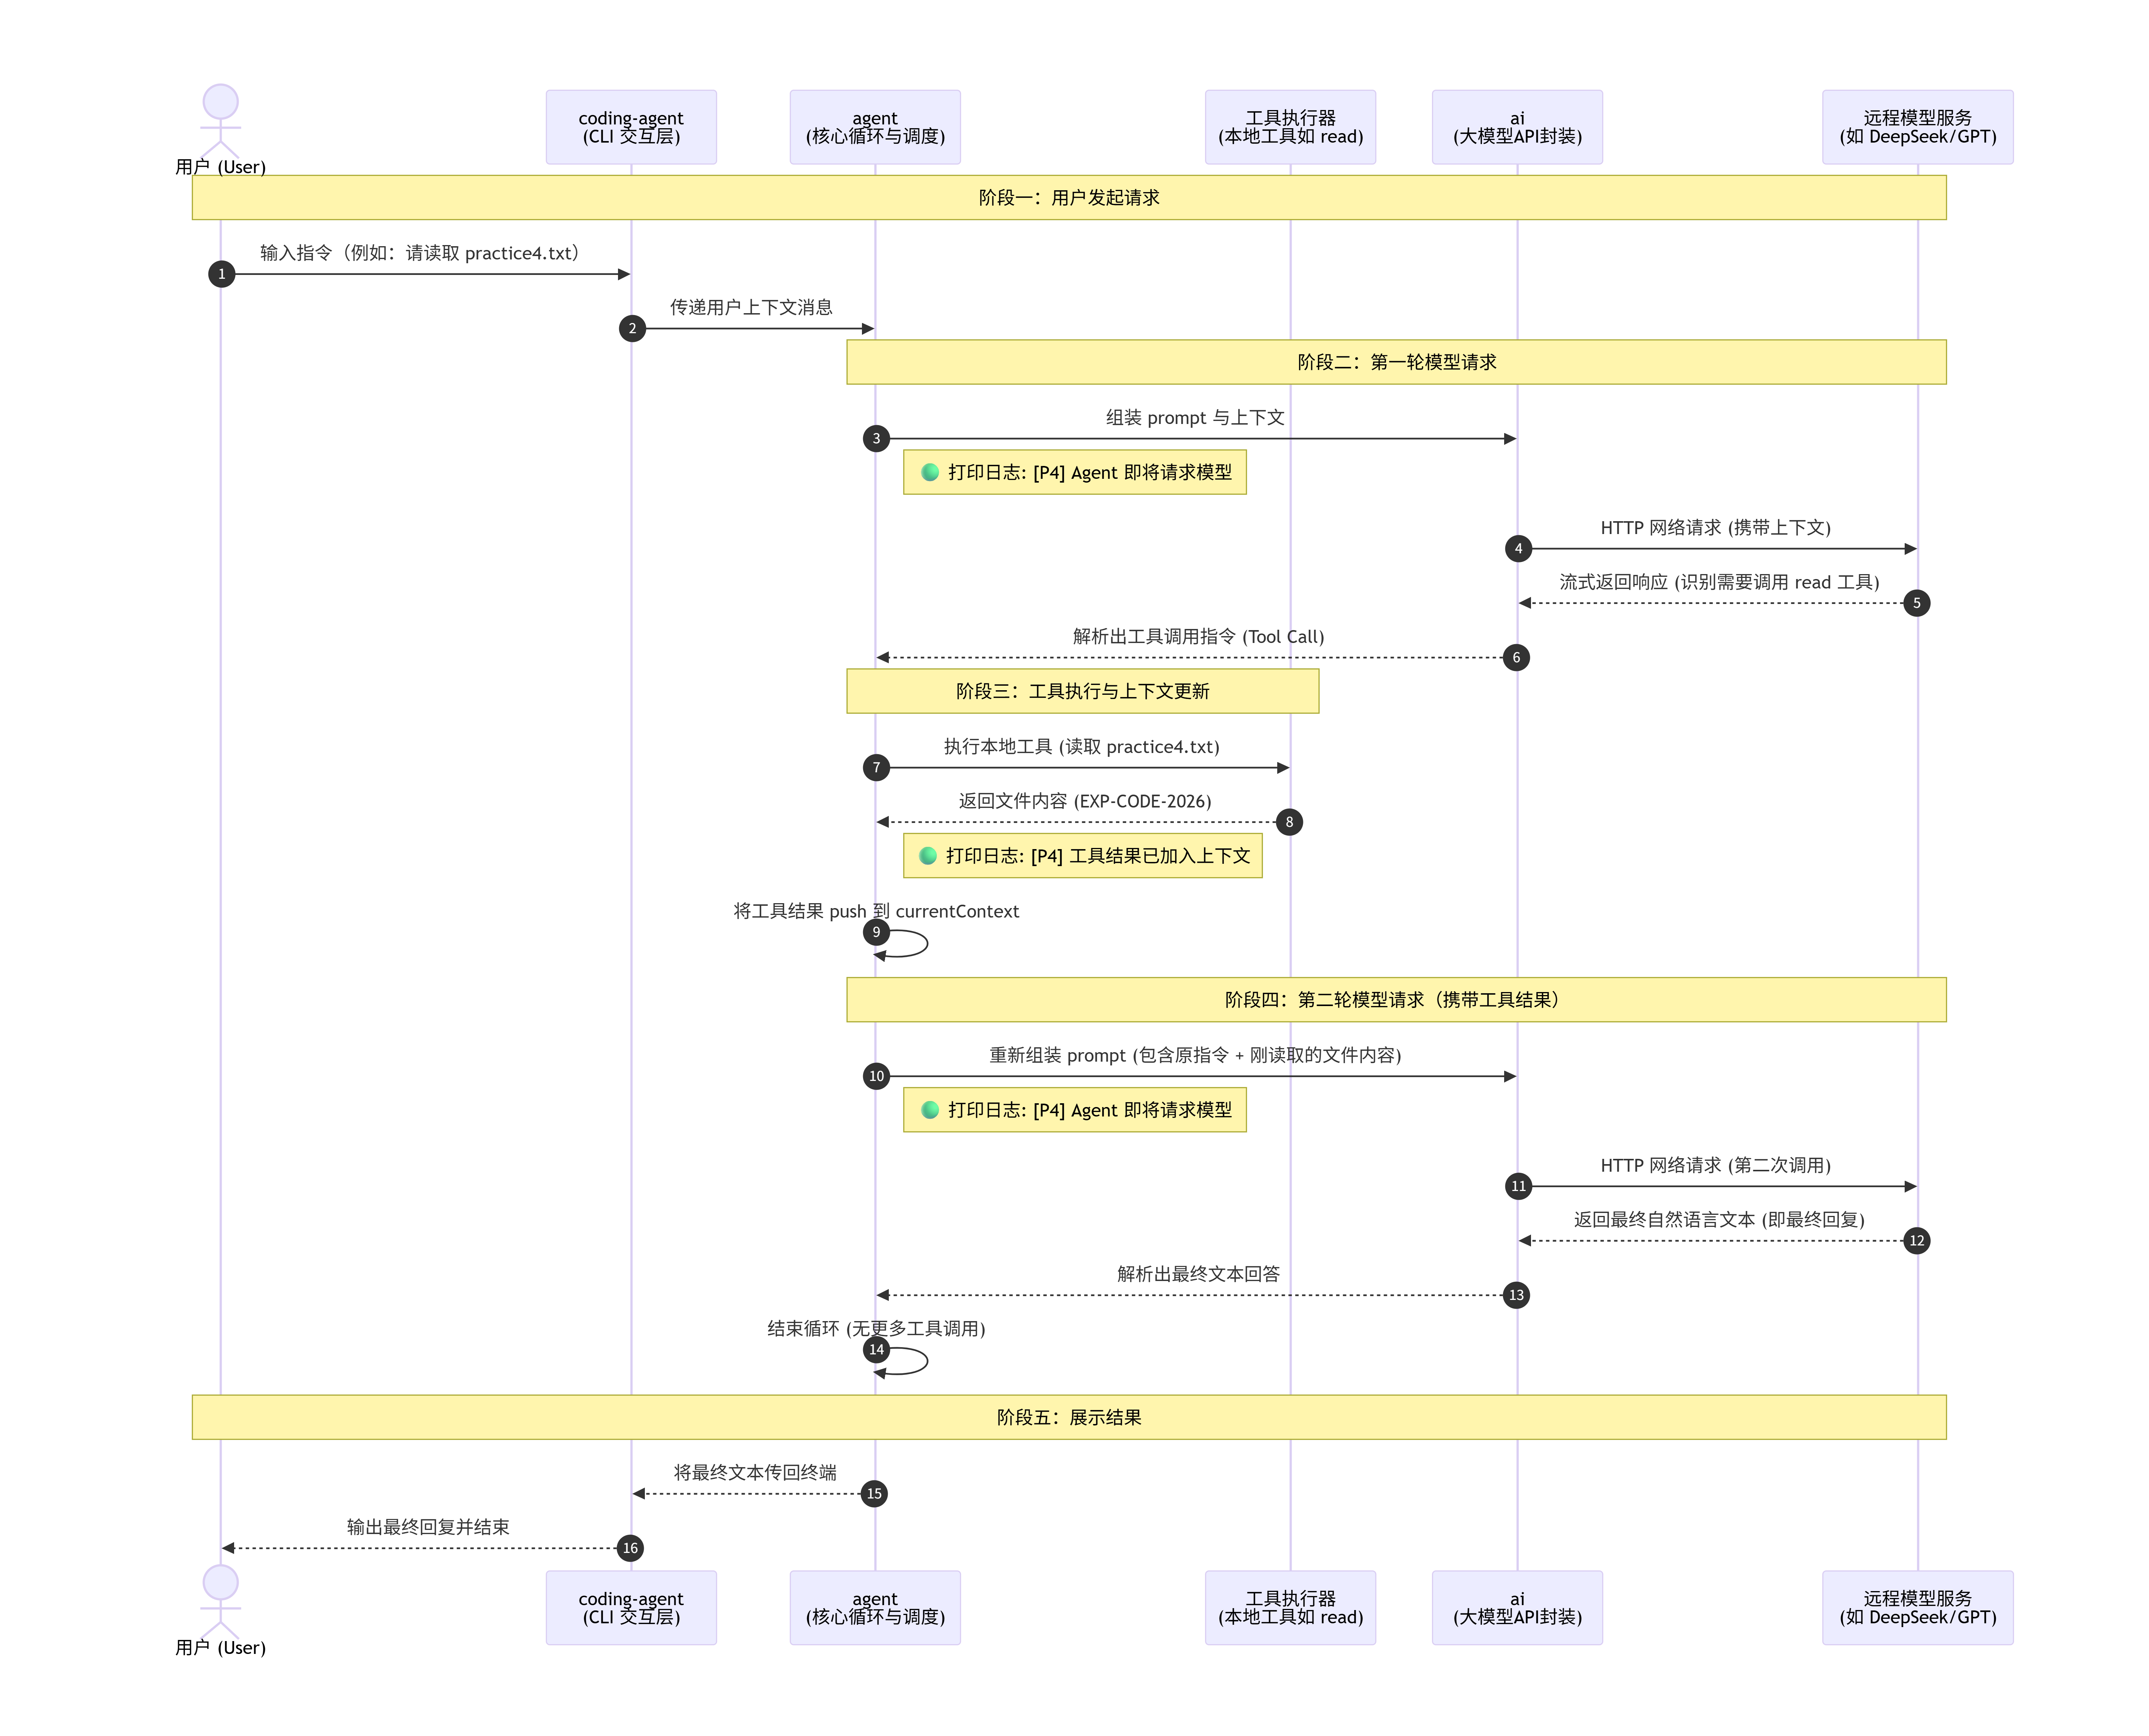 coding-agent
(CLI 交互层)
agent
(核心循环与调度)
工具执行器
(本地工具如 read)
ai
(大模型API封装)
远程模型服务
(如 DeepSeek/GPT)
用户 (User)
阶段一：用户发起请求
输入指令（例如：请读取 practice4.txt）
1
传递用户上下文消息
2
阶段二：第一轮模型请求
组装 prompt 与上下文
3
打印日志: [P4] Agent 即将请求模型
HTTP 网络请求 (携带上下文)
4
流式返回响应 (识别需要调用 read 工具)
5
解析出工具调用指令 (Tool Call)
6
阶段三：工具执行与上下文更新
执行本地工具 (读取 practice4.txt)
7
返回文件内容 (EXP-CODE-2026)
8
打印日志: [P4] 工具结果已加入上下文
将工具结果 push 到 currentContext
9
阶段四：第二轮模型请求（携带工具结果）
重新组装 prompt (包含原指令 + 刚读取的文件内容)
10
打印日志: [P4] Agent 即将请求模型
HTTP 网络请求 (第二次调用)
11
返回最终自然语言文本 (即最终回复)
12
解析出最终文本回答
13
结束循环 (无更多工具调用)
14
阶段五：展示结果
将最终文本传回终端
15
输出最终回复并结束
16
coding-agent
(CLI 交互层)
agent
(核心循环与调度)
工具执行器
(本地工具如 read)
ai
(大模型API封装)
远程模型服务
(如 DeepSeek/GPT)
用户 (User)